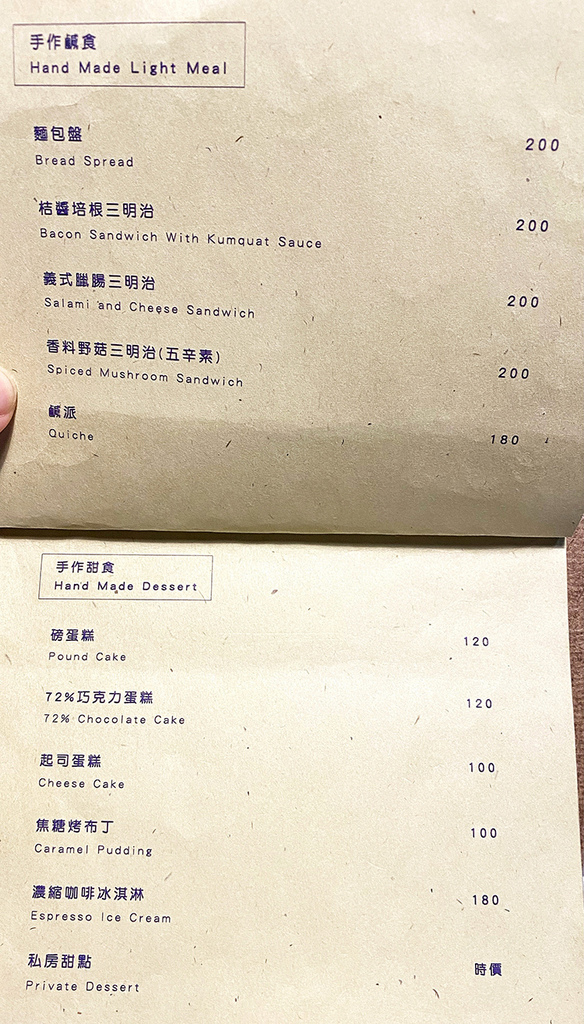 手作鹹食
Hand Made Light Meal
麵包盤 200
Bread Spread
桔醬培根三明治 200
Bacon Sandwich With Kumquat Sauce
義式臘腸三明治 200
Salami and Cheese Sandwich
香料野菇三明治(五辛素) 200
Spiced Mushroom Sandwich
鹹派 180
Quiche
手作甜食
Hand Made Dessert
磅蛋糕 120
Pound Cake
72%巧克力蛋糕 120
72% Chocolate Cake
起司蛋糕 100
Cheese Cake
焦糖烤布丁 100
Caramel Pudding
濃縮咖啡冰淇淋 180
Espresso Ice Cream
私房甜點 時價
Private Dessert